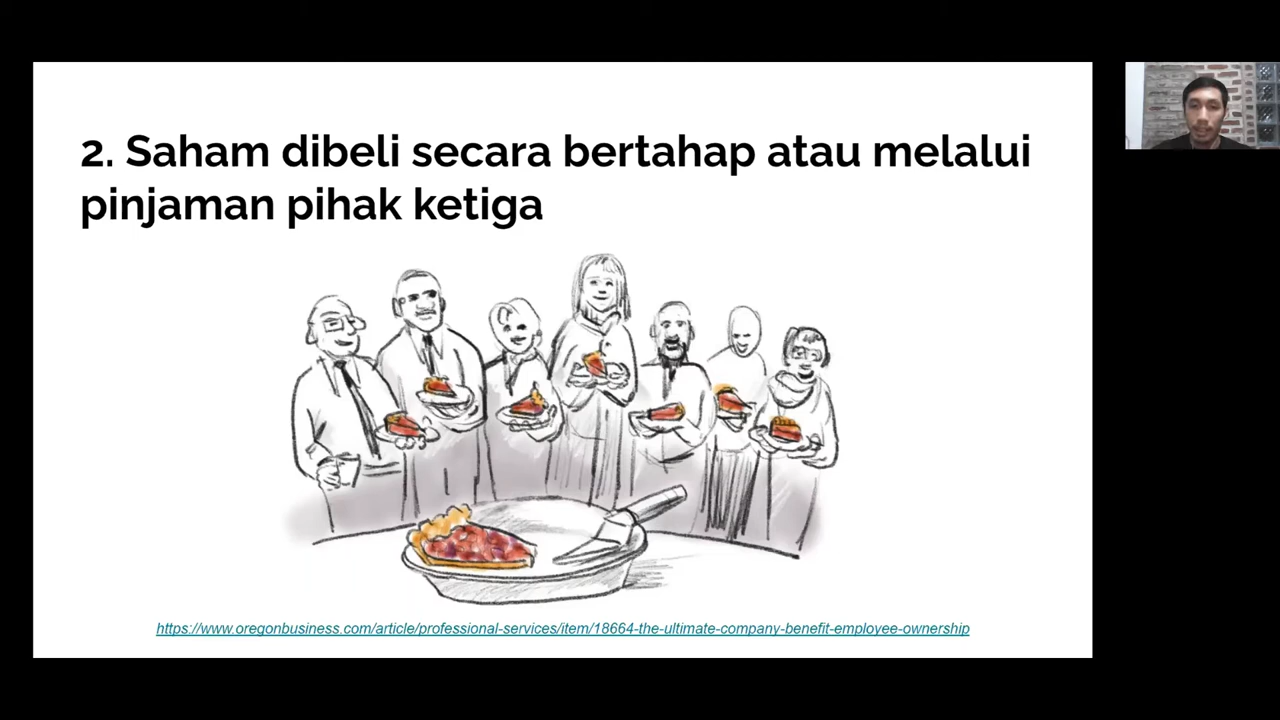 2. Saham dibeli secara bertahap atau melalui
pinjaman pihak ketiga
https://www.oregonbusiness.com/article/professional-services/item/18664-the-ultimate-company-benefit-employee-ownership